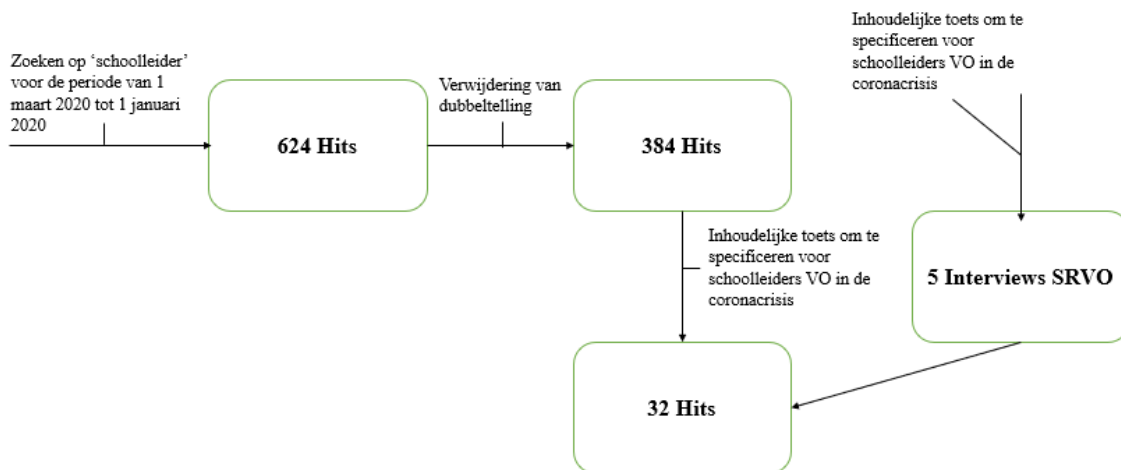 Zoeken op ‘schoolleider’
voor de periode van 1
maart 2020 tot 1 januari
2020
624 Hits
Verwijdering van
dubbeltelling
384 Hits
Inhoudelijke toets om te
specificeren voor
schoolleiders VO in de
coronacrisis
Inhoudelijke toets om te
specificeren voor
schoolleiders VO in de
coronacrisis
5 Interviews SRVO
32 Hits